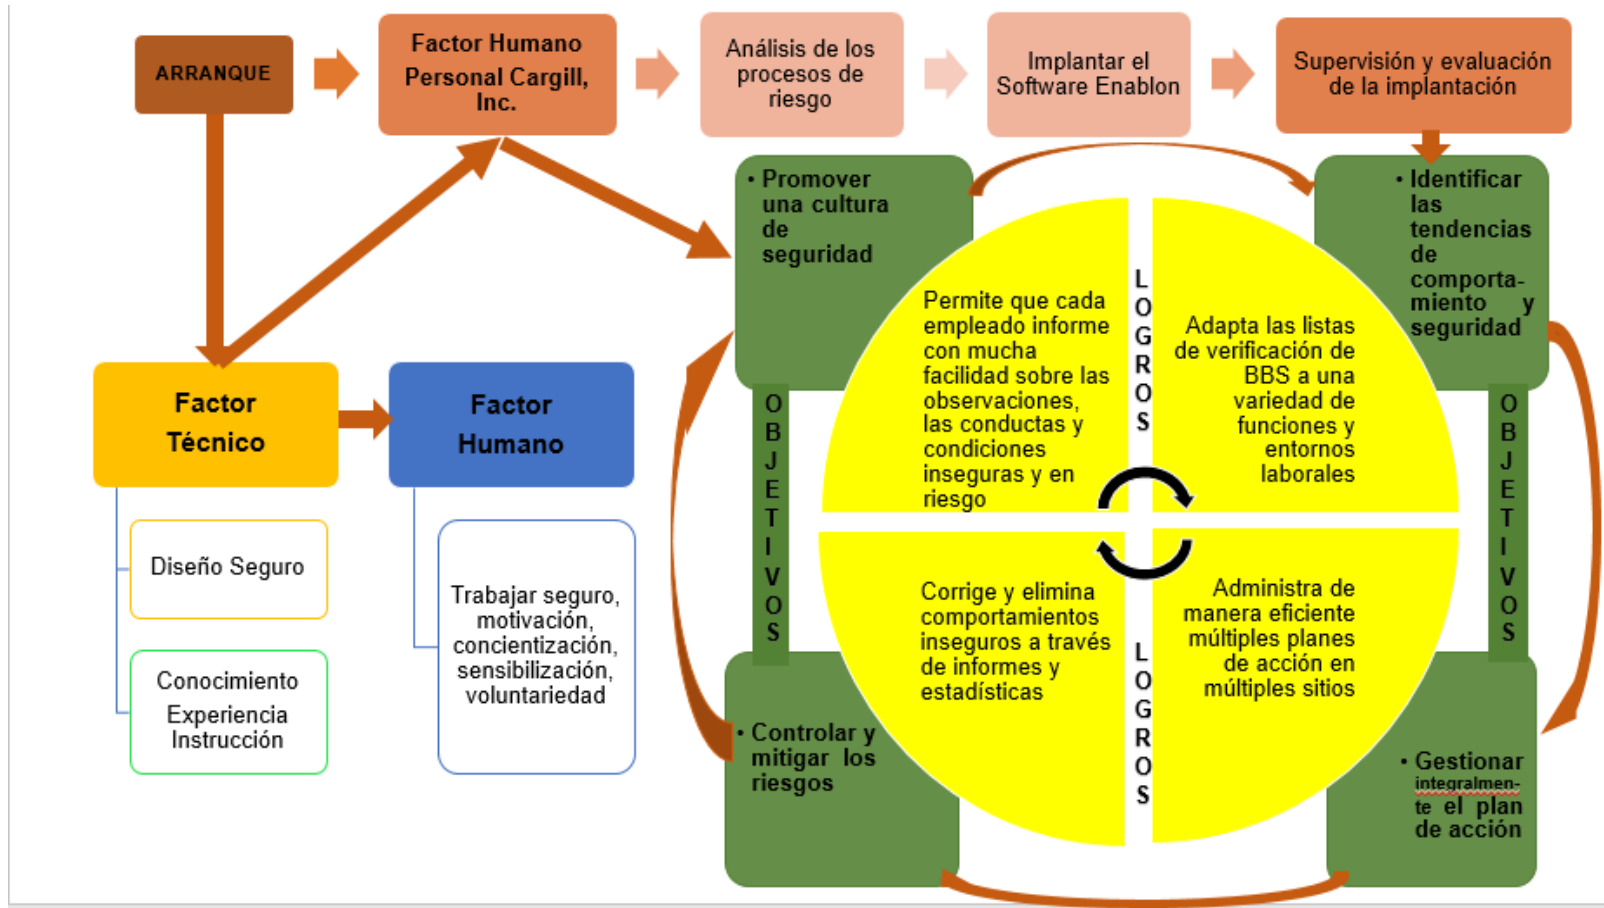 ARRANQUE
Factor Humano
Personal Cargill,
Inc.
Análisis de los
procesos de
riesgo
Implantar el
Software Enablon
Supervisión y evaluación
de la implantación
• Promover
una cultura
de
seguridad
• Identificar
las
tendencias
de
comporta-
miento y
seguridad
Factor
Técnico
Factor
Humano
Diseño Seguro
Conocimiento
Experiencia
Instrucción
Trabajar seguro,
motivación,
concientización,
sensibilización,
voluntariedad
OBJETIVOS
Permite que cada
empleado informe
con mucha
facilidad sobre las
observaciones,
las conductas y
condiciones
inseguras y en
riesgo
LOGROS
Adapta las listas
de verificación de
BBS a una
variedad de
funciones y
entornos
laborales
OBJETIVOS
Corrige y elimina
comportamientos
inseguros a través
de informes y
estadísticas
LOGROS
Administra de
manera eficiente
múltiples planes
de acción en
múltiples sitios
• Controlar y
mitigar los
riesgos
• Gestionar
integralmen-
te el plan
de acción